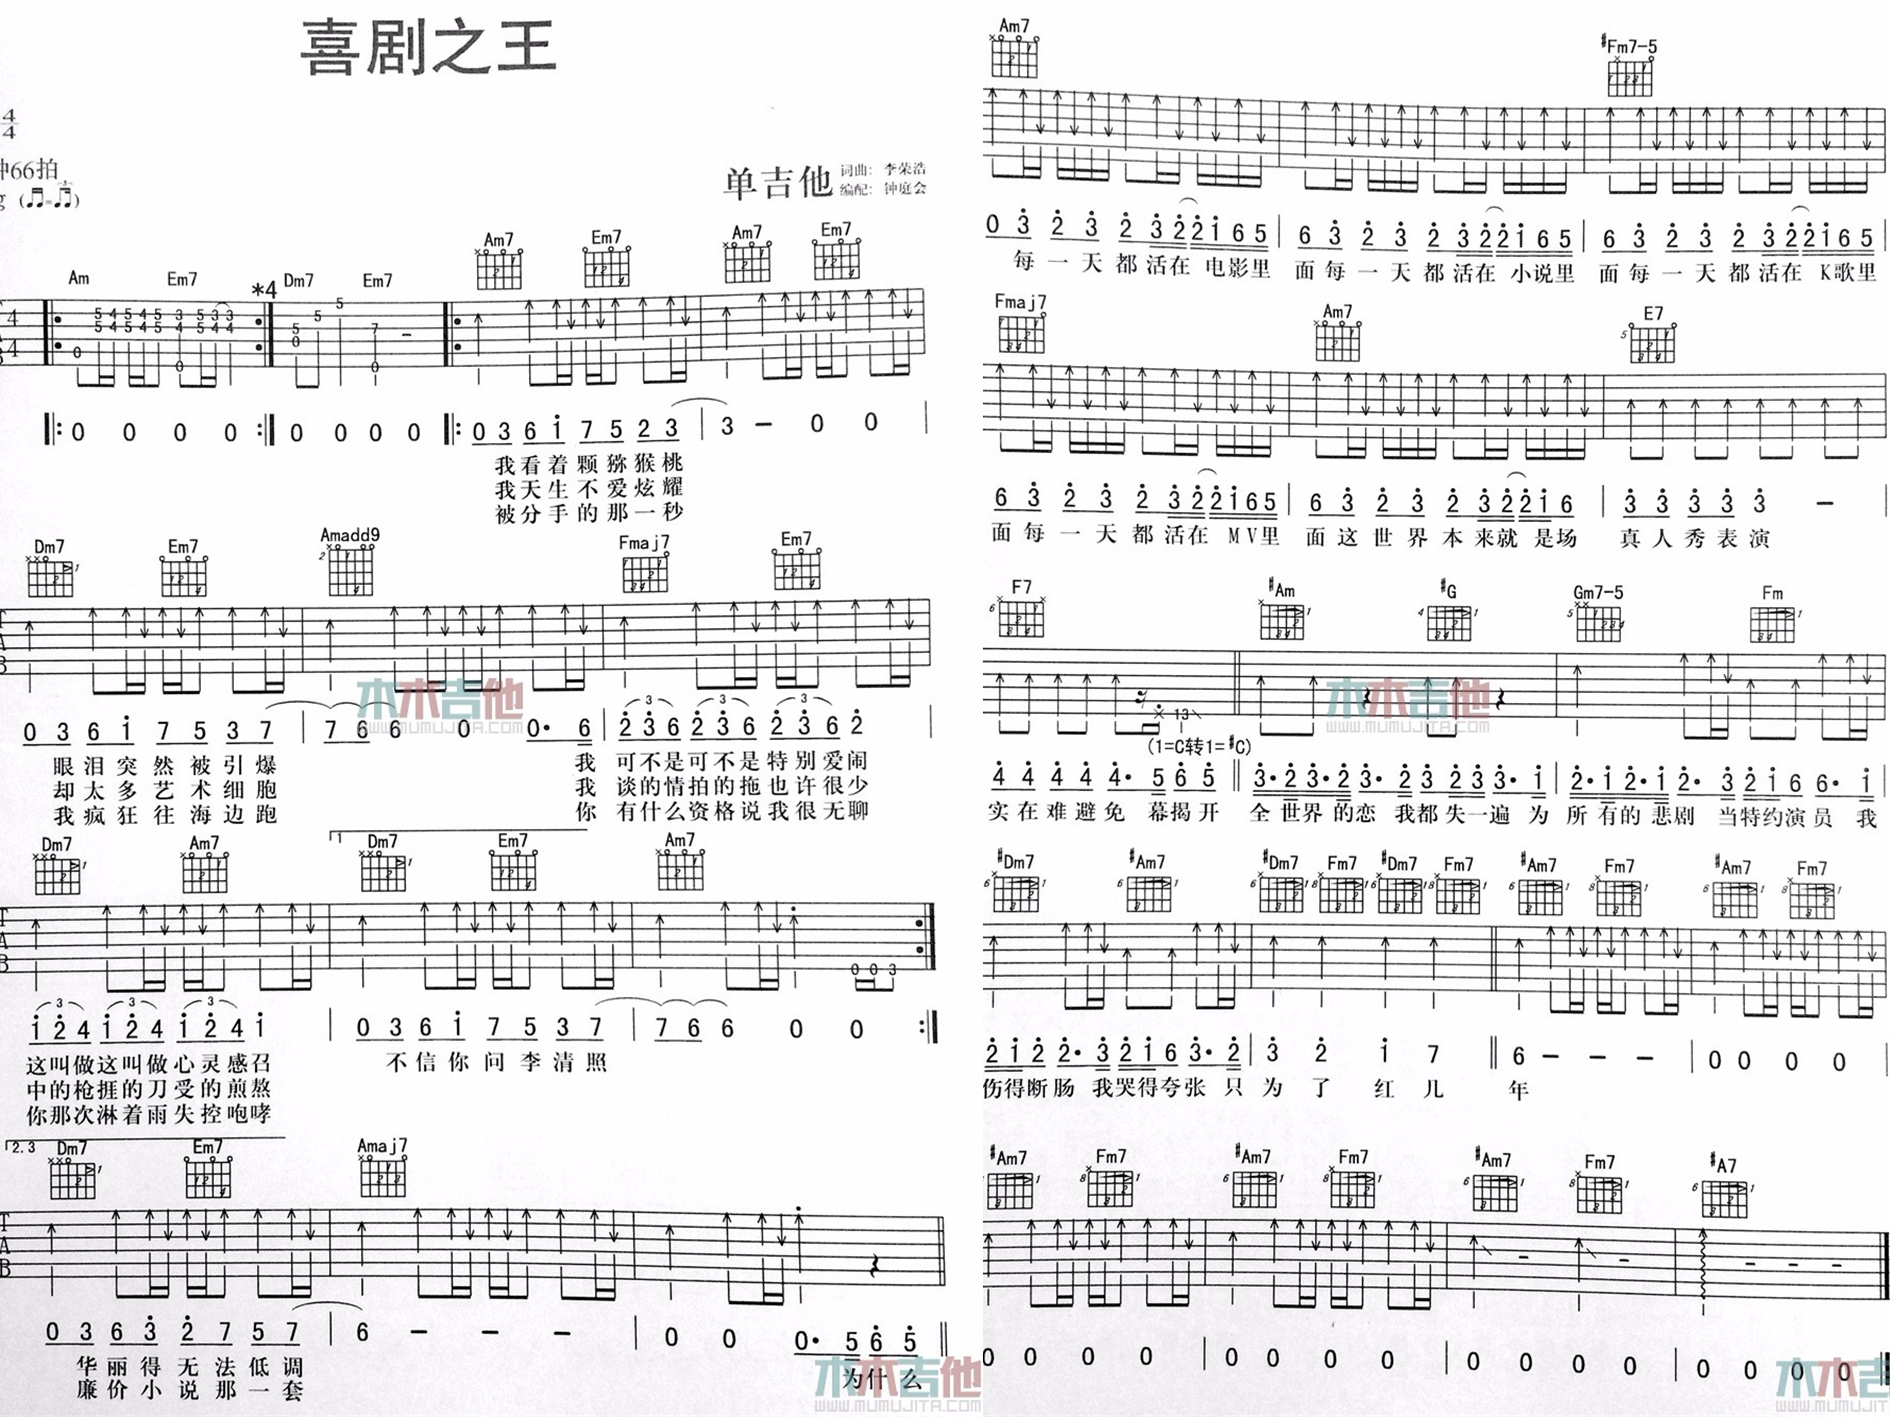 喜剧之王
4
4
钟66拍
单吉他
词曲：李荣浩
编配：钟庭会
Am7 Em7 Am7 Em7
Am Em7 *4 Dm7 Em7
0 0 0 0 0 0 0 0 0 3 6 i 7 5 2 3 3 - 0 0
我看着颗猕猴桃
我天生不爱炫耀
被分手的那一秒
Dm7 Em7 Amadd9 Fmaj7 Em7
0 3 6 i 7 5 3 7 7 6 6 0 0· 6 2 3 6 2 3 6 2 3 6 2
眼泪突然被引爆 我 可不是可不是特别爱闹
却太多艺术细胞 我 谈的情拍的拖也许很少
我疯狂往海边跑 你 有什么资格说我很无聊
Dm7 Am7 1 Dm7 Em7 Am7
i 2 4 i 2 4 i 2 4 i 0 3 6 i 7 5 3 7 7 6 6 0 0
这叫做这叫做心灵感召 不信你问李清照
中的枪捱的刀受的煎熬
你那次淋着雨失控咆哮
2.3 Dm7 Em7 Amaj7
0 3 6 3 2 7 5 7 6 - - - 0 0 0· 5 6 5
华丽得无法低调 为什么
廉价小说那一套
Am7 #Fm7-5
0 3 2 3 2 3 2 2 i 6 5 6 3 2 3 2 3 2 2 i 6 5 6 3 2 3 2 3 2 2 i 6 5
每一天都活在电影里 面每一天都活在小说里 面每一天都活在K歌里
Fmaj7 Am7 E7
6 3 2 3 2 3 2 2 i 6 5 6 3 2 3 2 3 2 2 i 6 3 3 3 3 3 -
面每一天都活在MV里 面这世界本来就是场 真人秀表演
F7 #Am #G Gm7-5 Fm
(1=C转1=#C)
4 4 4 4 4· 5 6 5 3· 2 3· 2 3· 2 3 2 3 3· i 2· i 2· i 2· 3 2 i 6 6· i
实在难避免 幕揭开 全世界的恋 我都失一遍 为 所有的悲剧 当特约演员 我
#Dm7 #Am7 #Dm7 Fm7 #Dm7 Fm7 #Am7 Fm7 #Am7 Fm7
2 i 2 2· 3 2 i 6 3· 2 3 2 i 7 6 - - - 0 0 0 0
伤得断肠 我哭得夸张 只 为 了 红 儿 年
#Am7 Fm7 #Am7 Fm7 #Am7 Fm7 #A7
0 0 0 0 0 0 0 0 0 0 0 0 0 0 0 0
木木吉他
www.mumujita.com
木木吉他
www.mumujita.com
木木吉他
www.mumujita.com
木木吉
www.mumujit